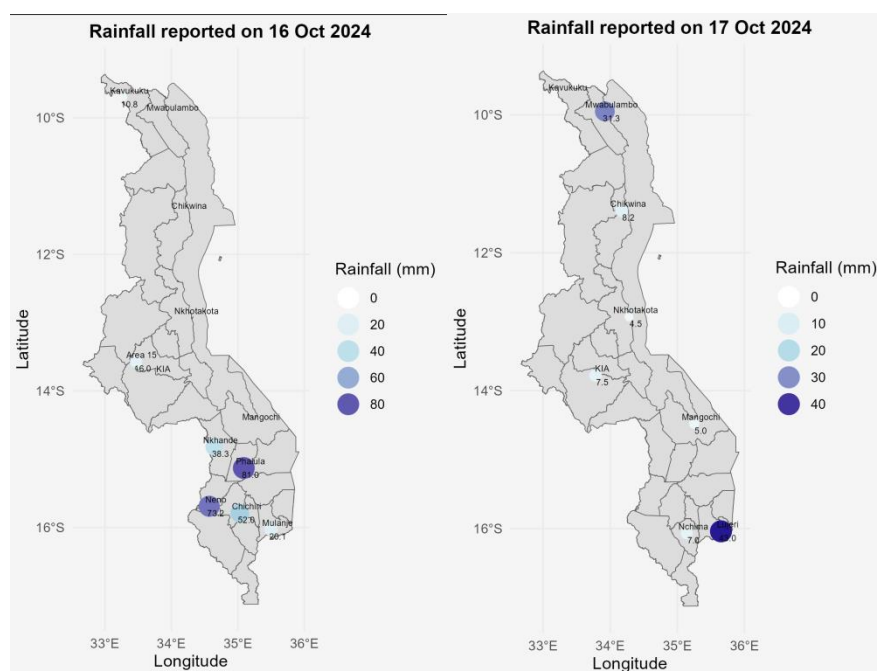 Rainfall reported on 16 Oct 2024
Kavukuku
10.8
Mwabulambo
10°S
Chikwina
12°S
Nkhotakota
Area 15
16.0 KIA
14°S
Mangochi
Nkhande
38.3
Phalula
81.0
Neno
73.2
Chichiri
52.0
Mulanje
20.1
16°S
33°E 34°E 35°E 36°E
Longitude
Latitude
Rainfall (mm)
0
20
40
60
80
Rainfall reported on 17 Oct 2024
Kavukuku
Mwabulambo
31.3
10°S
Chikwina
8.2
12°S
Nkhotakota
4.5
KIA
7.5
14°S
Mangochi
5.0
Nchima
7.0
16°S
33°E 34°E 35°E 36°E
Longitude
Latitude
Rainfall (mm)
0
10
20
30
40